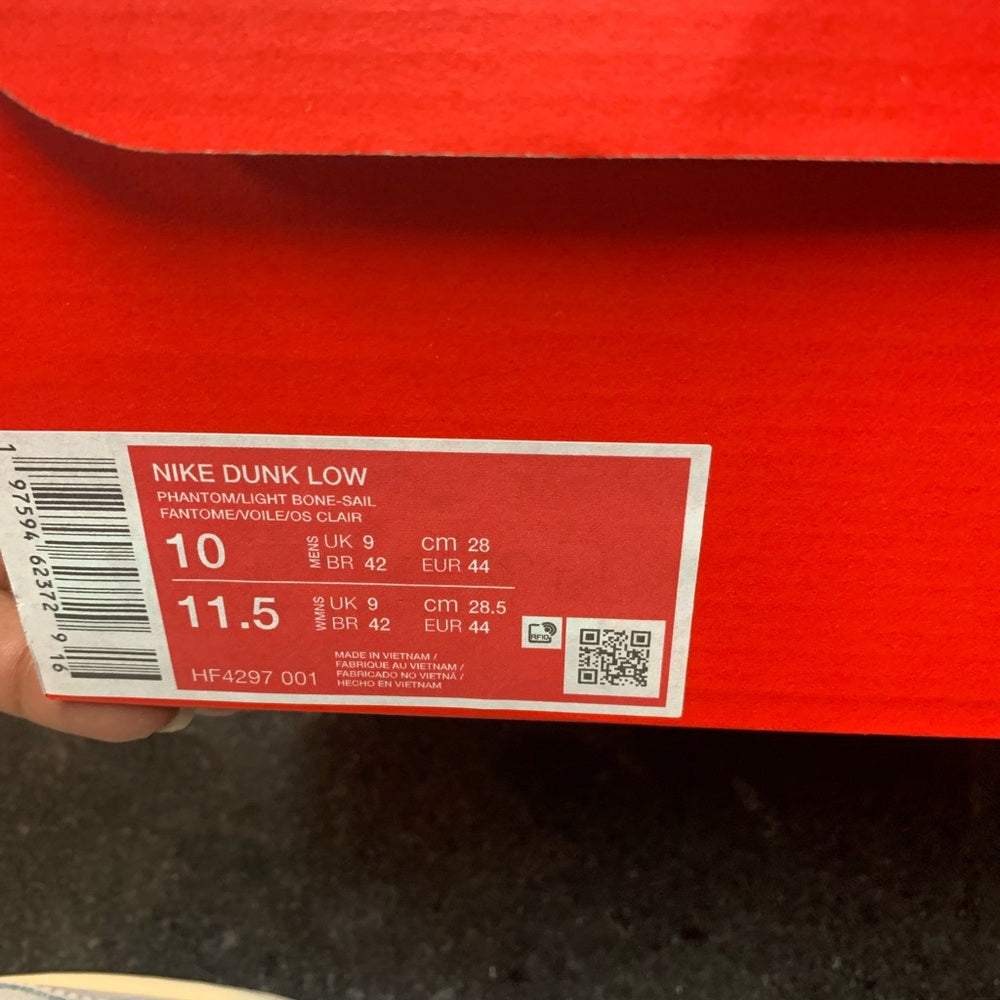 NIKE DUNK LOW
PHANTOM/LIGHT BONE-SAIL
FANTOME/VOILE/OS CLAIR
10 MENS UK 9 cm 28
BR 42 EUR 44
11.5 WMNS UK 9 cm 28.5
BR 42 EUR 44
RFID
MADE IN VIETNAM /
FABRIQUE AU VIETNAM /
FABRICADO NO VIETNÃ /
HECHO EN VIETNAM
HF4297 001
1 97594 62372 9 16